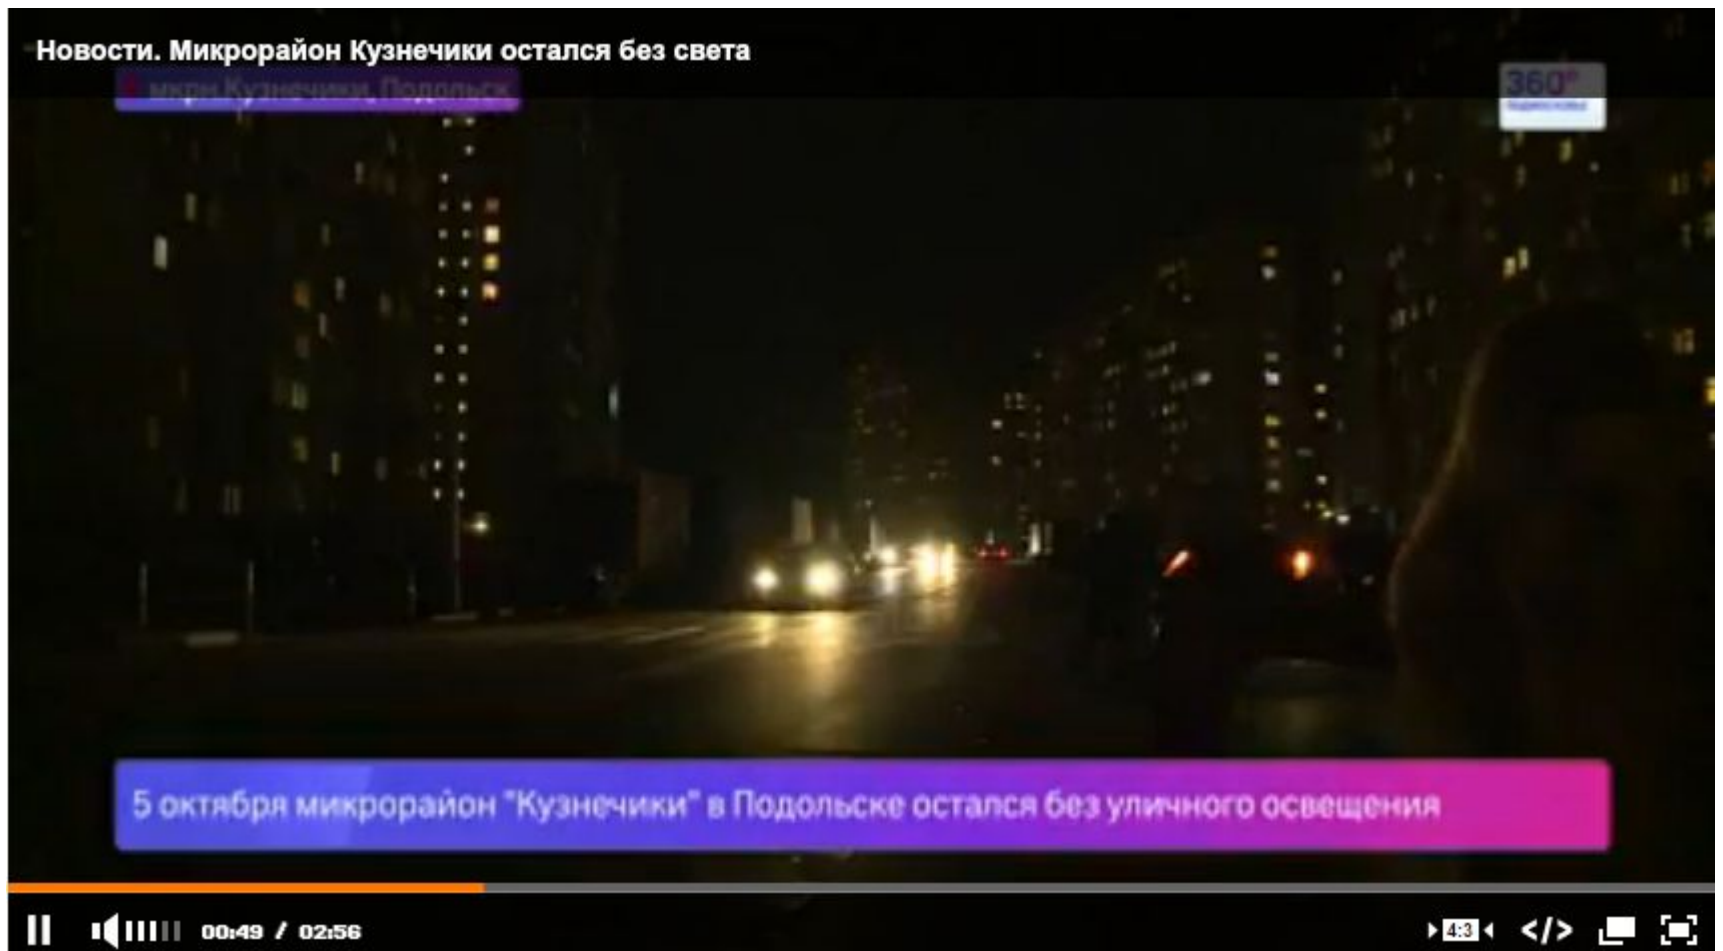 Новости. Микрорайон Кузнечики остался без света
мкрн.Кузнечики, Подольск
360°
5 октября микрорайон "Кузнечики" в Подольске остался без уличного освещения
00:49 / 02:56
4:3
</>